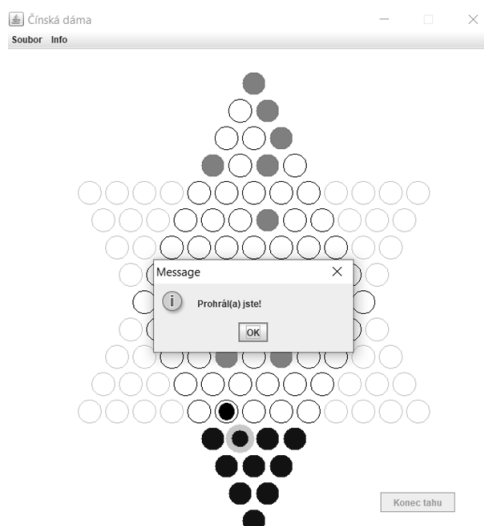 Čínská dáma
Soubor Info
Message
Prohrál(a) jste!
OK
Konec tahu